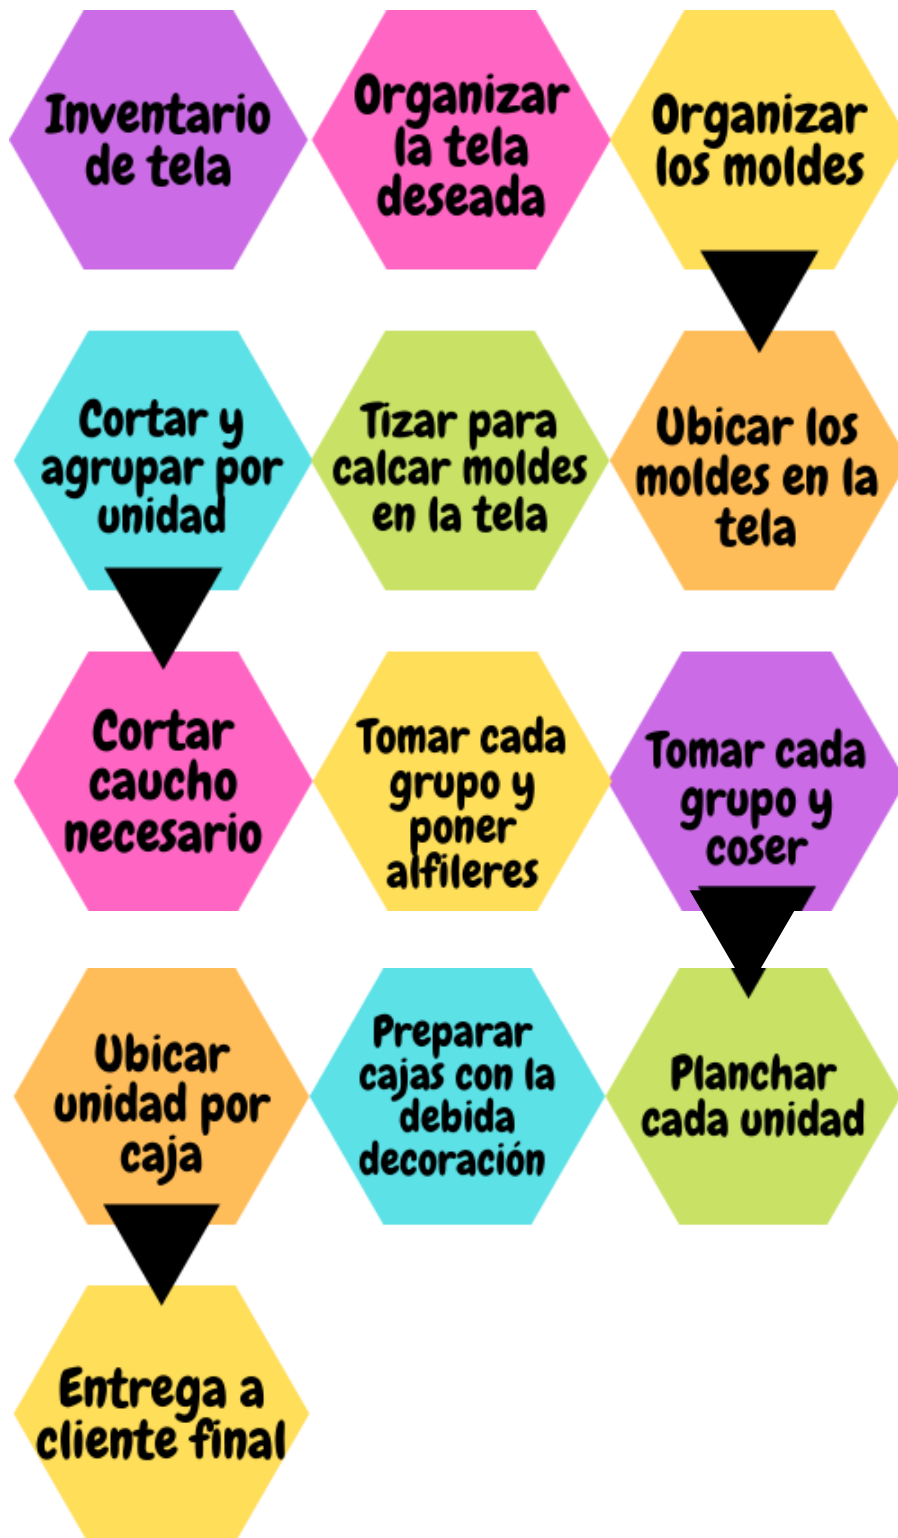 Inventario
de tela
Organizar
la tela
deseada
Organizar
los moldes
Cortar y
agrupar por
unidad
Tizar para
calcar moldes
en la tela
Ubicar los
moldes en la
tela
Cortar
caucho
necesario
Tomar cada
grupo y
poner
alfileres
Tomar cada
grupo y
coser
Ubicar
unidad por
caja
Preparar
cajas con la
debida
decoración
Planchar
cada unidad
Entrega a
cliente final